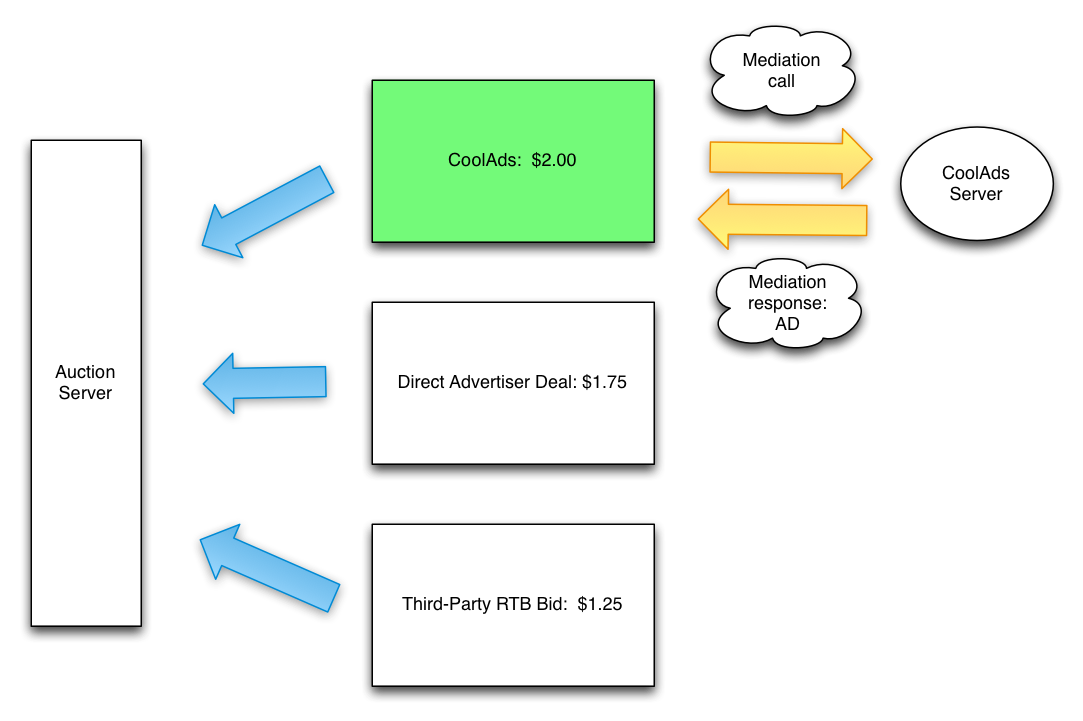 Mediation
call
CoolAds:  $2.00
CoolAds
Server
Mediation
response:
AD
Auction
Server
Direct Advertiser Deal: $1.75
Third-Party RTB Bid:  $1.25